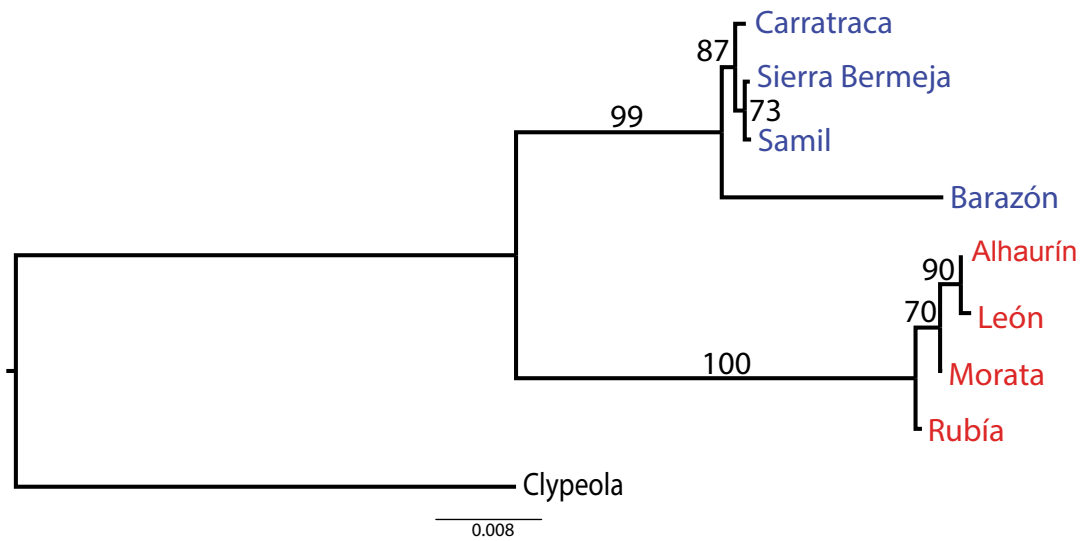 Carratraca
87
Sierra Bermeja
73
99
Samil
Barazón
Alhaurín
90
70
León
100
Morata
Rubía
Clypeola
0.008